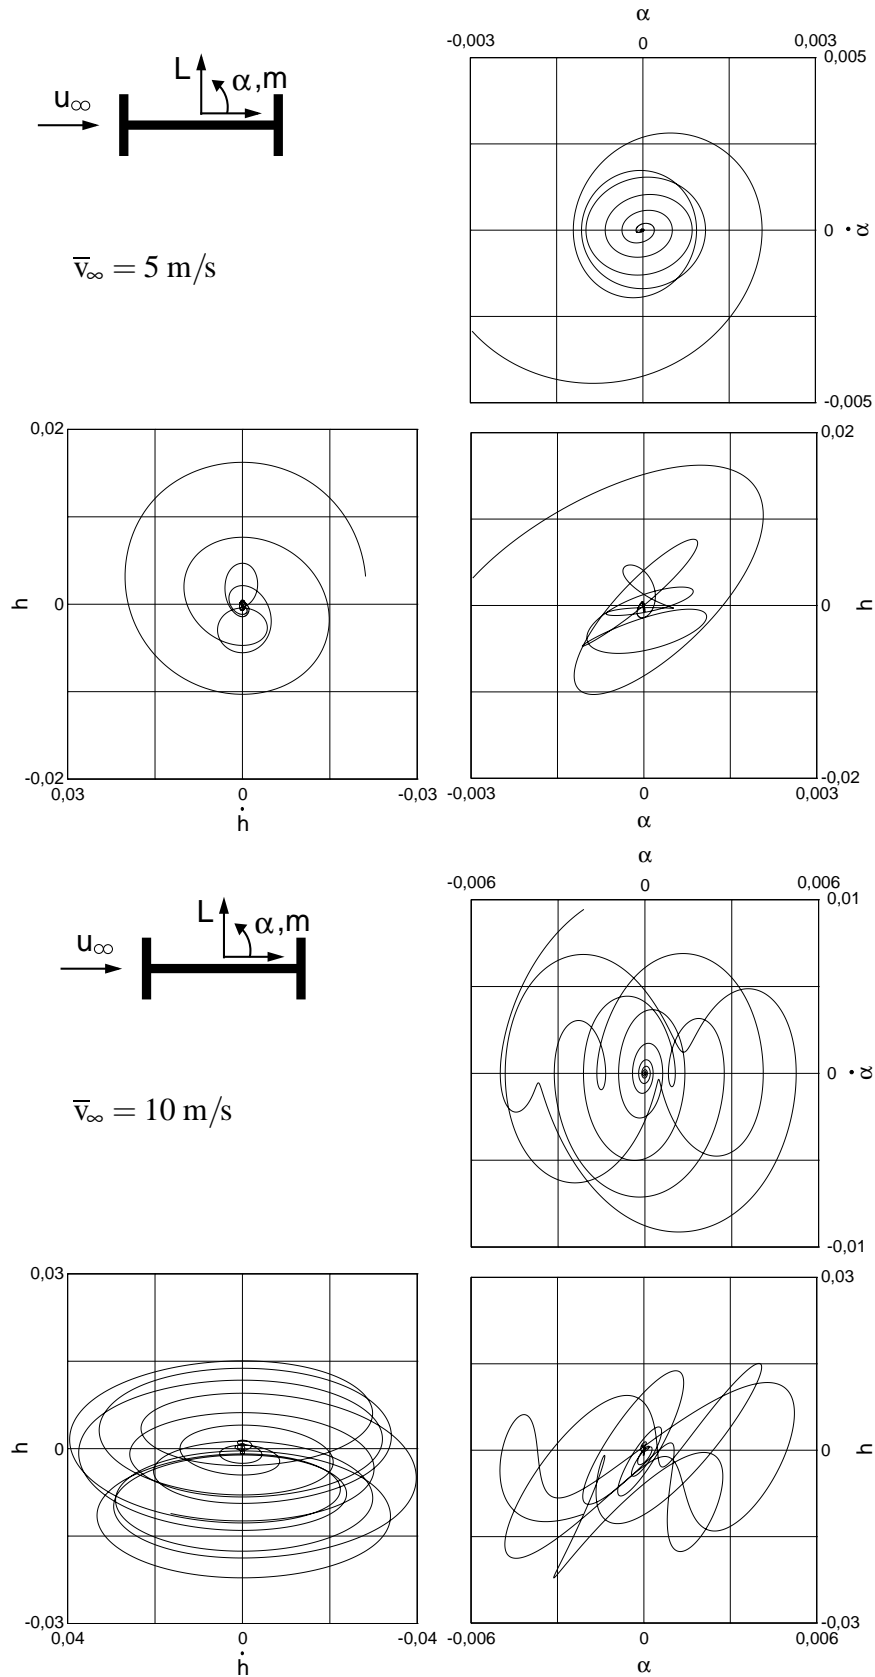 α
-0,003 0 0,003
0,005
L α,m
u∞
0 α̇
v̅∞ = 5 m/s
-0,005
0,02 0,02
h 0 0 h
-0,02 -0,02
0,03 0 -0,03 -0,003 0 0,003
ḣ α
α
-0,006 0 0,006
0,01
L α,m
u∞
0 α̇
v̅∞ = 10 m/s
-0,01
0,03 0,03
h 0 0 h
-0,03 -0,03
0,04 0 -0,04 -0,006 0 0,006
ḣ α